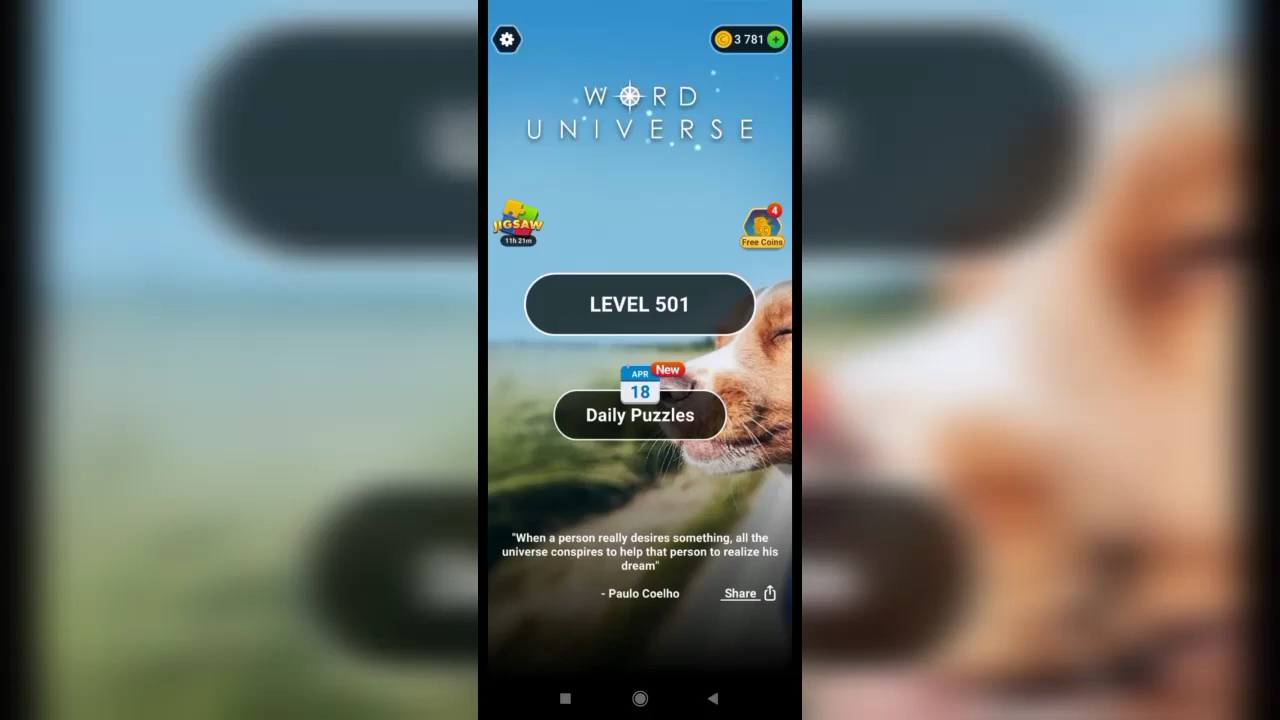 3 781
WORD
UNIVERSE
JIGSAW
11h 21m
4
Free Coins
LEVEL 501
APR
New
18
Daily Puzzles
"When a person really desires something, all the
universe conspires to help that person to realize his
dream"
- Paulo Coelho
Share